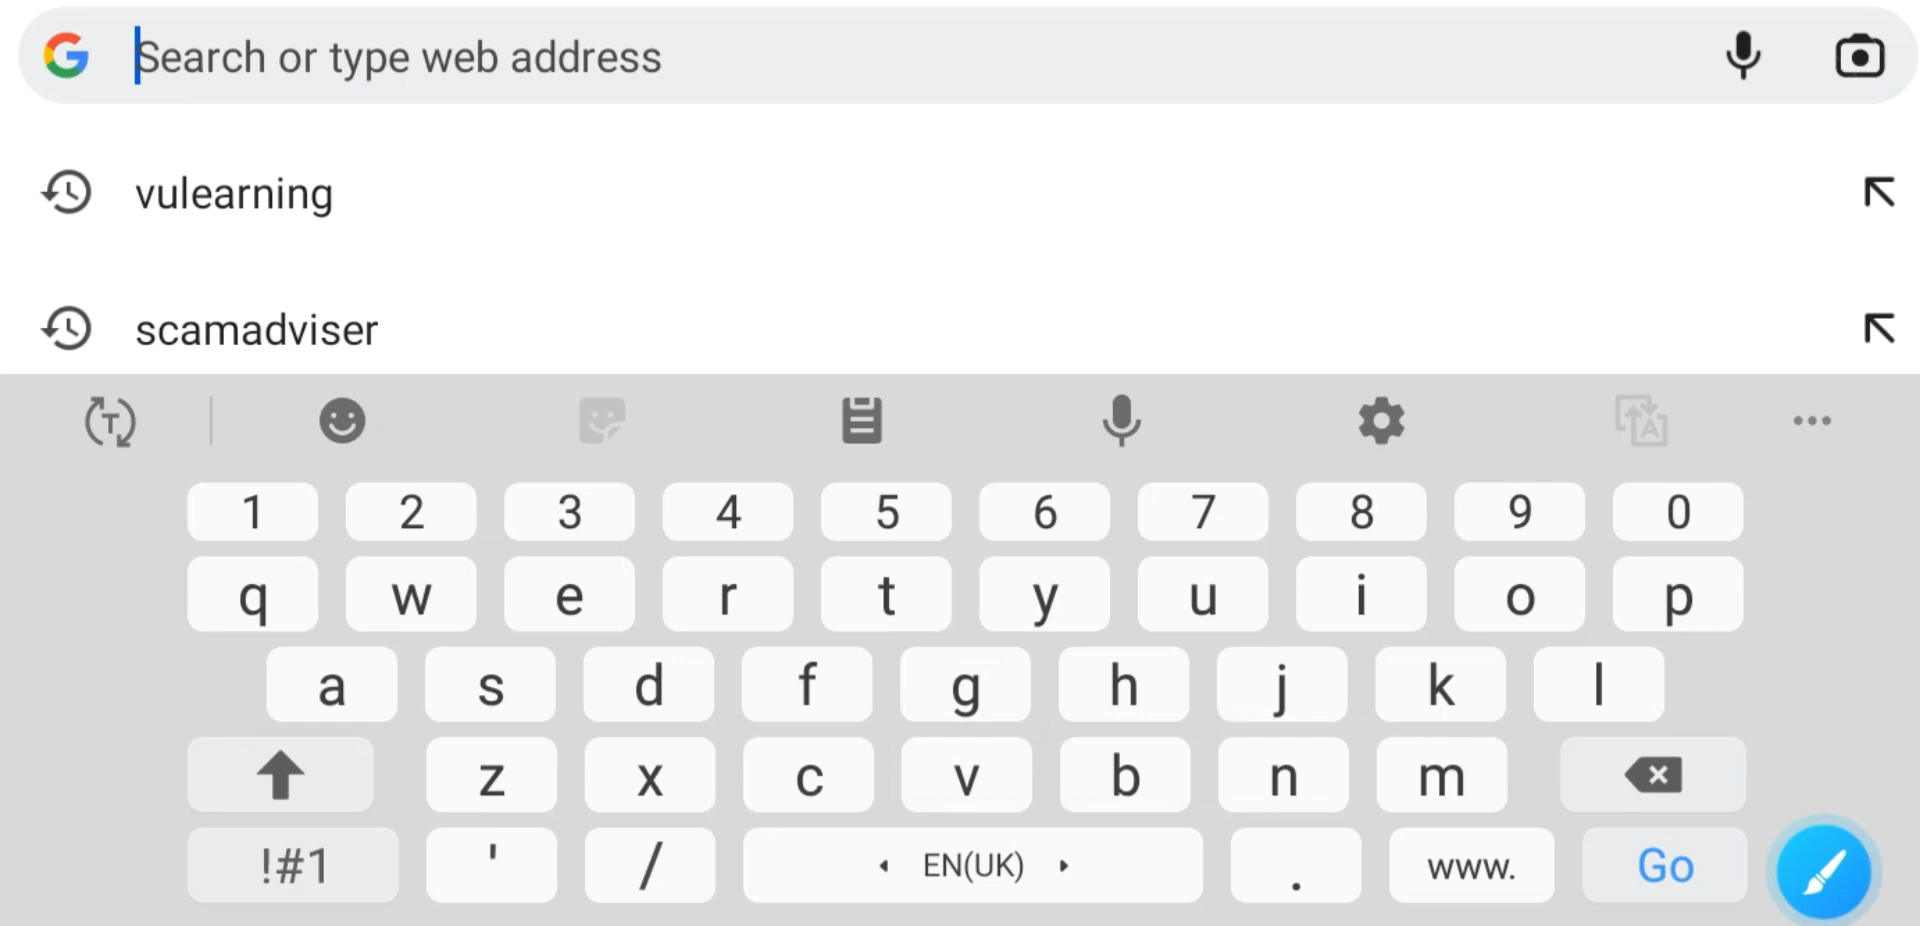 Search or type web address
vulearning
scamadviser
1 2 3 4 5 6 7 8 9 0
q w e r t y u i o p
a s d f g h j k l
z x c v b n m
!#1 ' / EN(UK) . www. Go